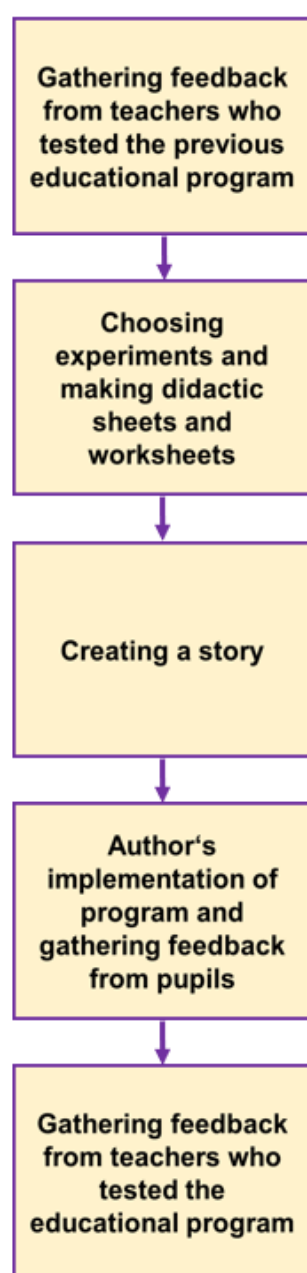 Gathering feedback
from teachers who
tested the previous
educational program
Choosing
experiments and
making didactic
sheets and
worksheets
Creating a story
Author‘s
implementation of
program and
gathering feedback
from pupils
Gathering feedback
from teachers who
tested the
educational program